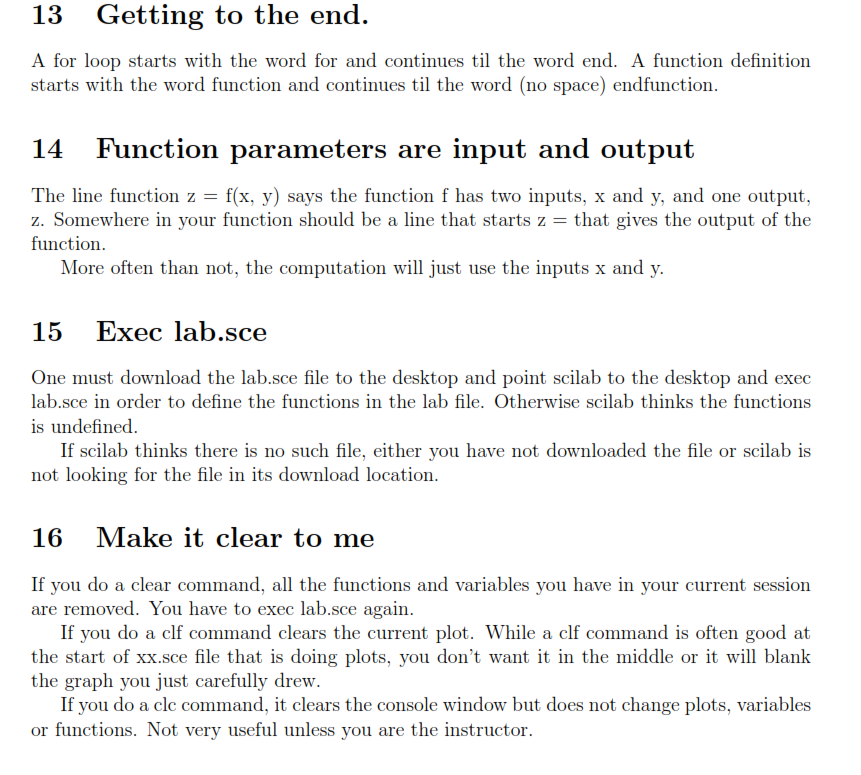 13 Getting to the end.
A for loop starts with the word for and continues til the word end. A function definition
starts with the word function and continues til the word (no space) endfunction.
14 Function parameters are input and output
The line function z = f(x, y) says the function f has two inputs, x and y, and one output,
z. Somewhere in your function should be a line that starts z = that gives the output of the
function.
More often than not, the computation will just use the inputs x and y.
15 Exec lab.sce
One must download the lab.sce file to the desktop and point scilab to the desktop and exec
lab.sce in order to define the functions in the lab file. Otherwise scilab thinks the functions
is undefined.
If scilab thinks there is no such file, either you have not downloaded the file or scilab is
not looking for the file in its download location.
16 Make it clear to me
If you do a clear command, all the functions and variables you have in your current session
are removed. You have to exec lab.sce again.
If you do a clf command clears the current plot. While a clf command is often good at
the start of xx.sce file that is doing plots, you don't want it in the middle or it will blank
the graph you just carefully drew.
If you do a clc command, it clears the console window but does not change plots, variables
or functions. Not very useful unless you are the instructor.